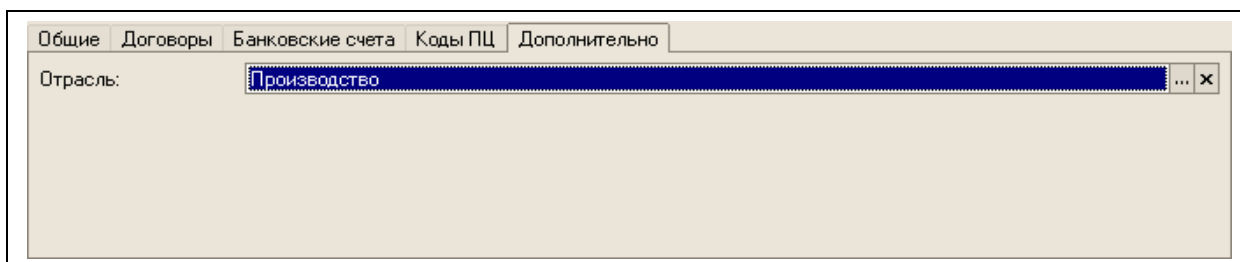 Общие Договоры Банковские счета Коды ПЦ Дополнительно
Отрасль: Производство ... x